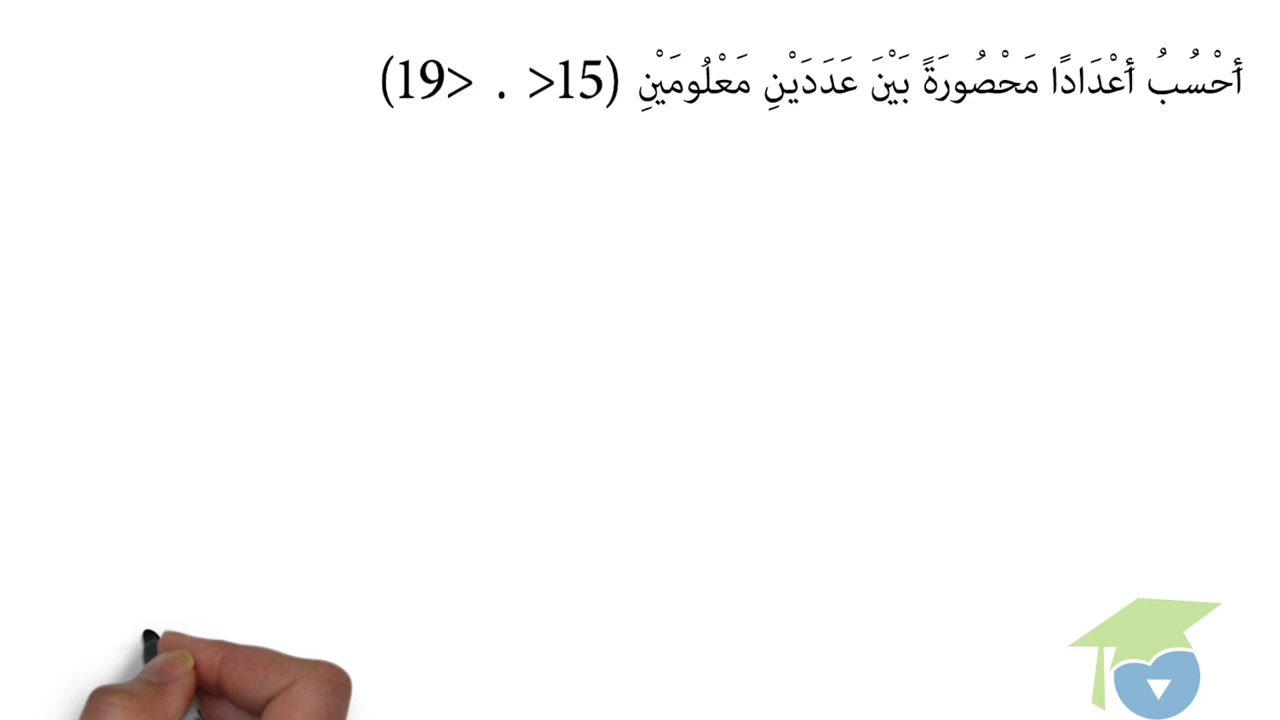 أَحْسُبُ أَعْدَادًا مَحْصُورَةً بَيْنَ عَدَدَيْنِ مَعْلُومَيْنِ (19> . >15)